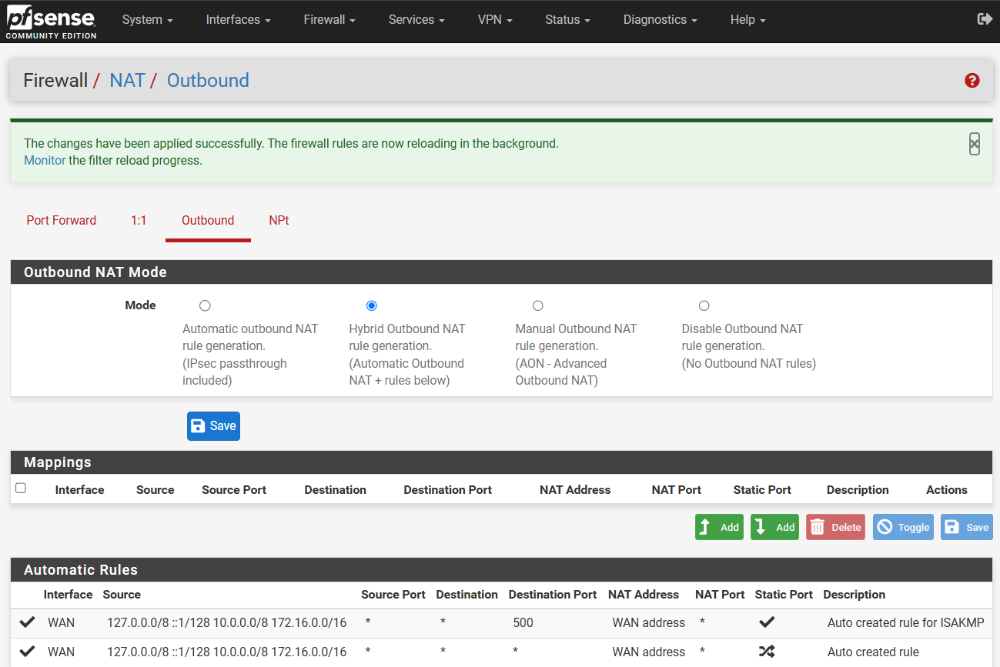 pfsense
COMMUNITY EDITION
System Interfaces Firewall Services VPN Status Diagnostics Help
Firewall / NAT / Outbound
?
The changes have been applied successfully. The firewall rules are now reloading in the background.
Monitor the filter reload progress.
Port Forward 1:1 Outbound NPt
Outbound NAT Mode
Mode
Automatic outbound NAT
rule generation.
(IPsec passthrough
included)
Hybrid Outbound NAT
rule generation.
(Automatic Outbound
NAT + rules below)
Manual Outbound NAT
rule generation.
(AON - Advanced
Outbound NAT)
Disable Outbound NAT
rule generation.
(No Outbound NAT rules)
Save
Mappings
Interface Source Source Port Destination Destination Port NAT Address NAT Port Static Port Description Actions
Add Add Delete Toggle Save
Automatic Rules
Interface Source Source Port Destination Destination Port NAT Address NAT Port Static Port Description
WAN 127.0.0.0/8 ::1/128 10.0.0.0/8 172.16.0.0/16 * * 500 WAN address * Auto created rule for ISAKMP
WAN 127.0.0.0/8 ::1/128 10.0.0.0/8 172.16.0.0/16 * * * WAN address * Auto created rule